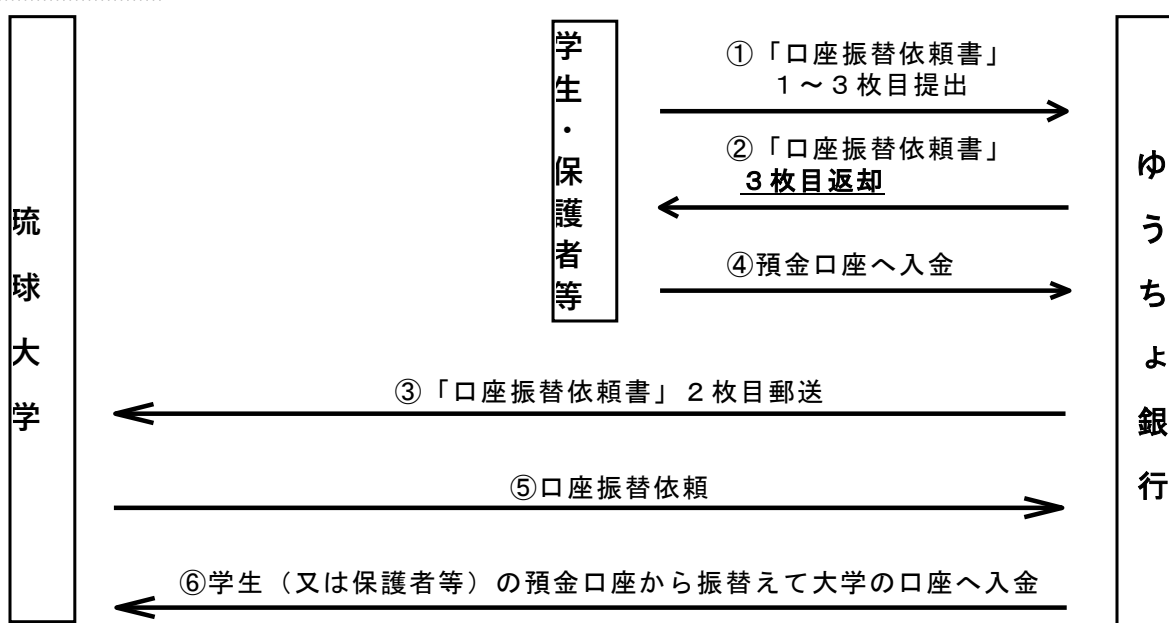 琉球大学
学生・保護者等
ゆうちょ銀行
①「口座振替依頼書」
１～３枚目提出
②「口座振替依頼書」
３枚目返却
④預金口座へ入金
③「口座振替依頼書」２枚目郵送
⑤口座振替依頼
⑥学生（又は保護者等）の預金口座から振替えて大学の口座へ入金